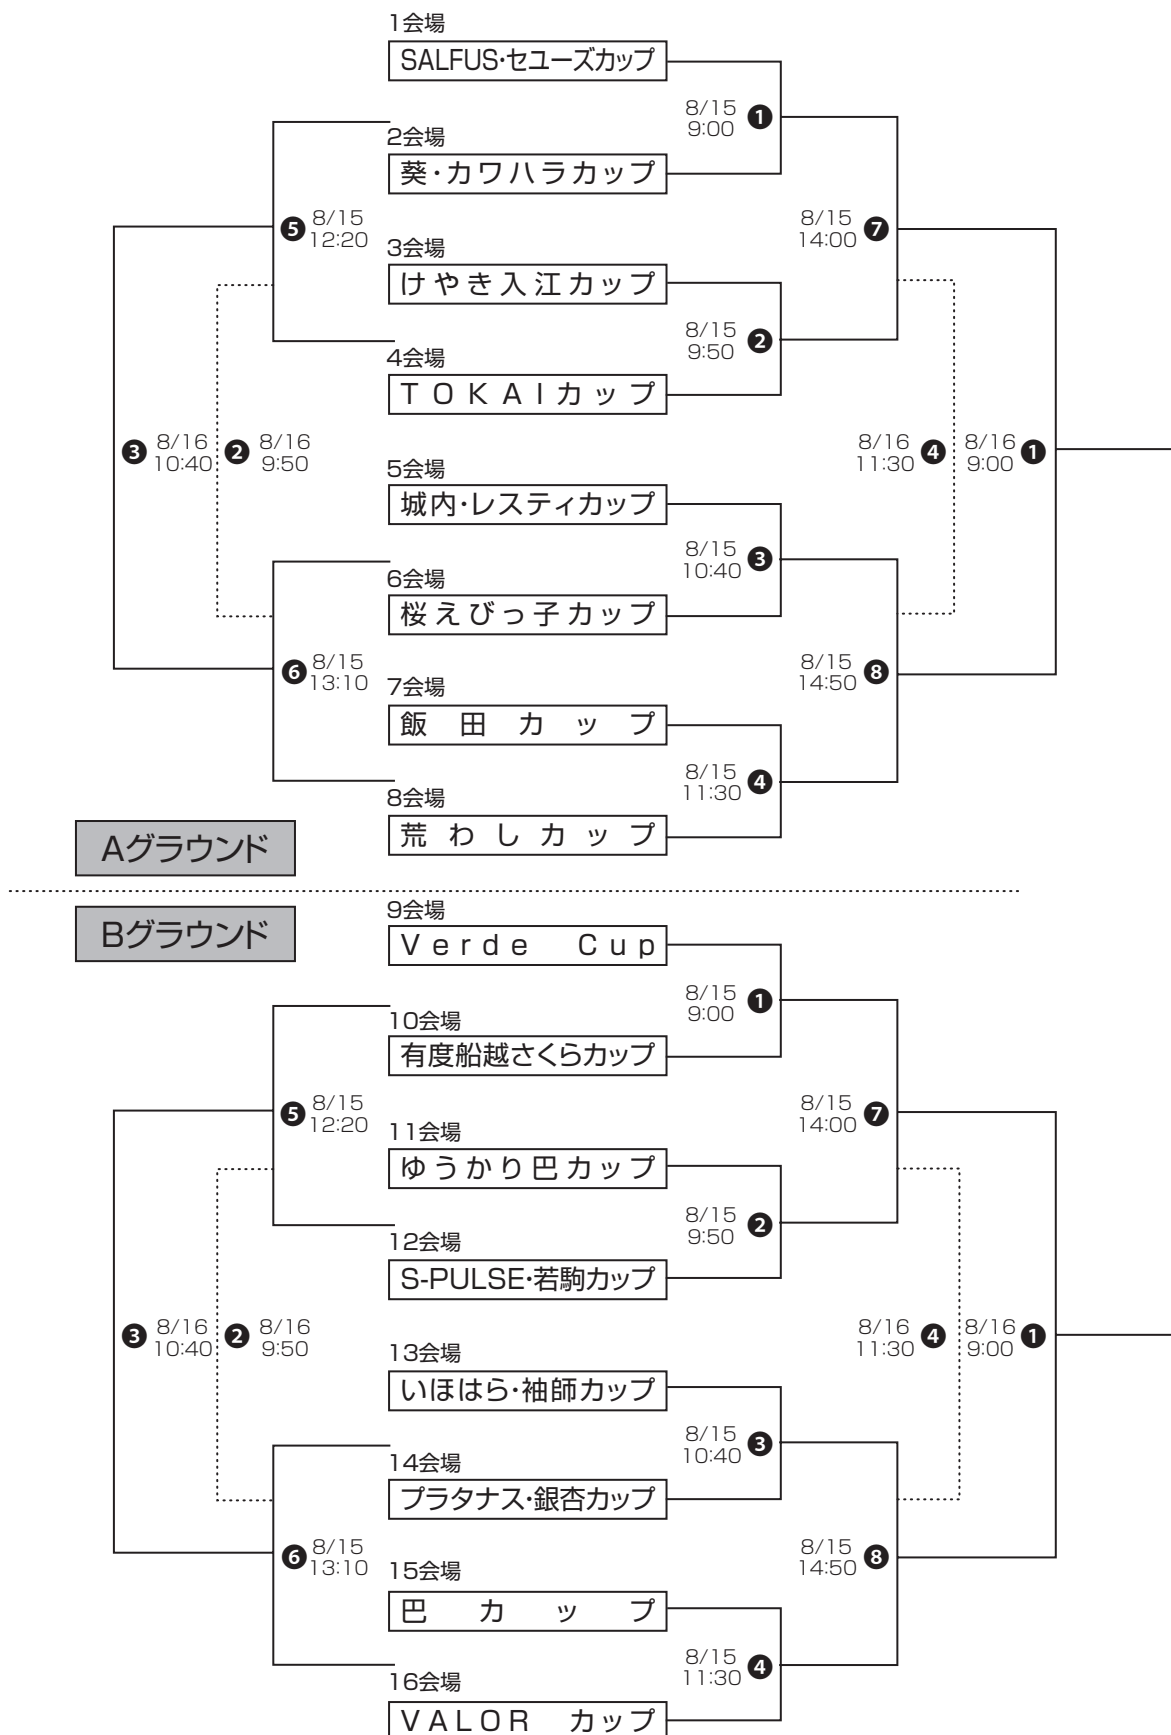 1会場
SALFUS・セユーズカップ
8/15
9:00 ❶
2会場
葵・カワハラカップ
❺ 8/15
12:20
8/15
14:00 ❼
3会場
けやき入江カップ
8/15
9:50 ❷
4会場
TOKAIカップ
❸ 8/16
10:40
❷ 8/16
9:50
8/16
11:30 ❹
8/16
9:00 ❶
5会場
城内・レスティカップ
8/15
10:40 ❸
6会場
桜えびっ子カップ
❻ 8/15
13:10
8/15
14:50 ❽
7会場
飯田カップ
8/15
11:30 ❹
8会場
荒わしカップ
Aグラウンド
Bグラウンド
9会場
Verde Cup
8/15
9:00 ❶
10会場
有度船越さくらカップ
❺ 8/15
12:20
8/15
14:00 ❼
11会場
ゆうかり巴カップ
8/15
9:50 ❷
12会場
S-PULSE・若駒カップ
❸ 8/16
10:40
❷ 8/16
9:50
8/16
11:30 ❹
8/16
9:00 ❶
13会場
いほはら・袖師カップ
8/15
10:40 ❸
14会場
プラタナス・銀杏カップ
❻ 8/15
13:10
8/15
14:50 ❽
15会場
巴カップ
8/15
11:30 ❹
16会場
VALOR カップ